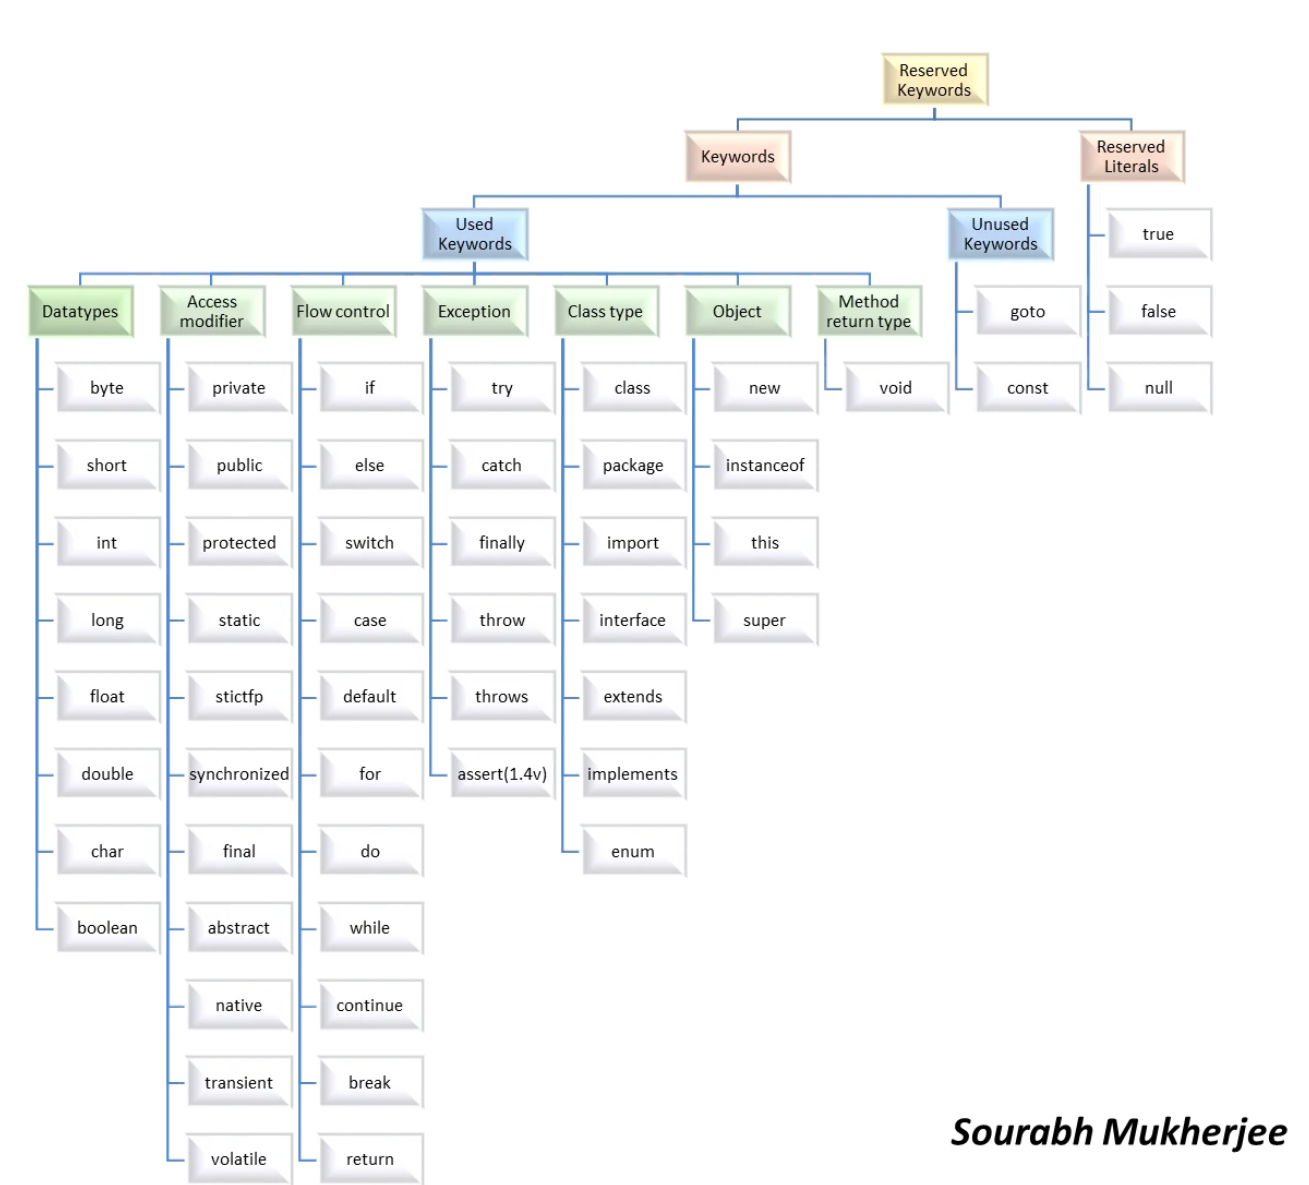 Reserved
Keywords
Keywords
Reserved
Literals
Used
Keywords
Unused
Keywords
true
false
null
goto
const
Datatypes
byte
short
int
long
float
double
char
boolean
Access
modifier
private
public
protected
static
stictfp
synchronized
final
abstract
native
transient
volatile
Flow control
if
else
switch
case
default
for
do
while
continue
break
return
Exception
try
catch
finally
throw
throws
assert(1.4v)
Class type
class
package
import
interface
extends
implements
enum
Object
new
instanceof
this
super
Method
return type
void
Sourabh Mukherjee